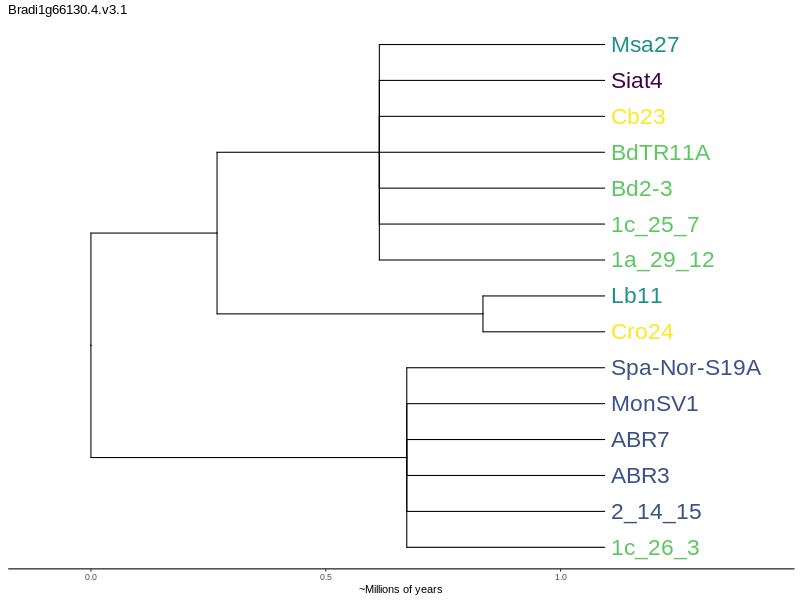 Bradi1g66130.4.v3.1
Msa27
Siat4
Cb23
BdTR11A
Bd2-3
1c_25_7
1a_29_12
Lb11
Cro24
Spa-Nor-S19A
MonSV1
ABR7
ABR3
2_14_15
1c_26_3
0.0 0.5 1.0
~Millions of years